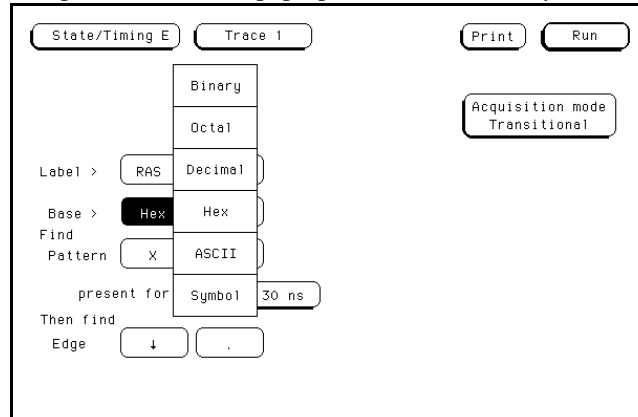 State/Timing E Trace 1 Print Run
Binary
Acquisition mode
Transitional
Octal
Label > RAS Decimal
Base > Hex Hex
Find
Pattern X ASCII
present for Symbol 30 ns
Then find
Edge ↓ .